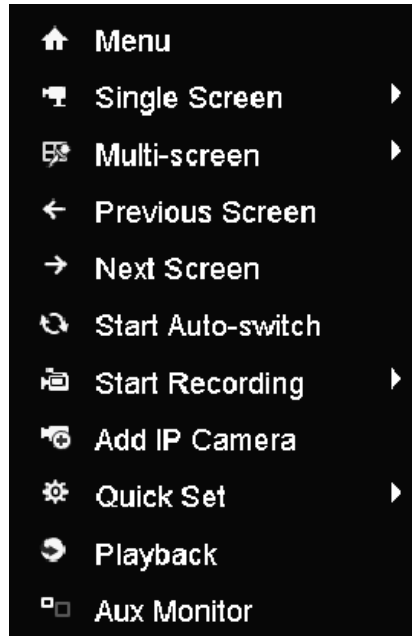 Menu
Single Screen
Multi-screen
Previous Screen
Next Screen
Start Auto-switch
Start Recording
Add IP Camera
Quick Set
Playback
Aux Monitor